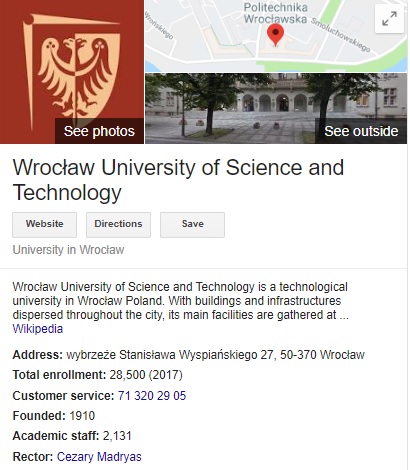 Politechnika
Wrocławska
Smoluchowskiego
See photos
See outside
Wrocław University of Science and
Technology
Website
Directions
Save
University in Wrocław
Wrocław University of Science and Technology is a technological
university in Wrocław Poland. With buildings and infrastructures
dispersed throughout the city, its main facilities are gathered at ...
Wikipedia
Address: wybrzeże Stanisława Wyspiańskiego 27, 50-370 Wrocław
Total enrollment: 28,500 (2017)
Customer service: 71 320 29 05
Founded: 1910
Academic staff: 2,131
Rector: Cezary Madryas